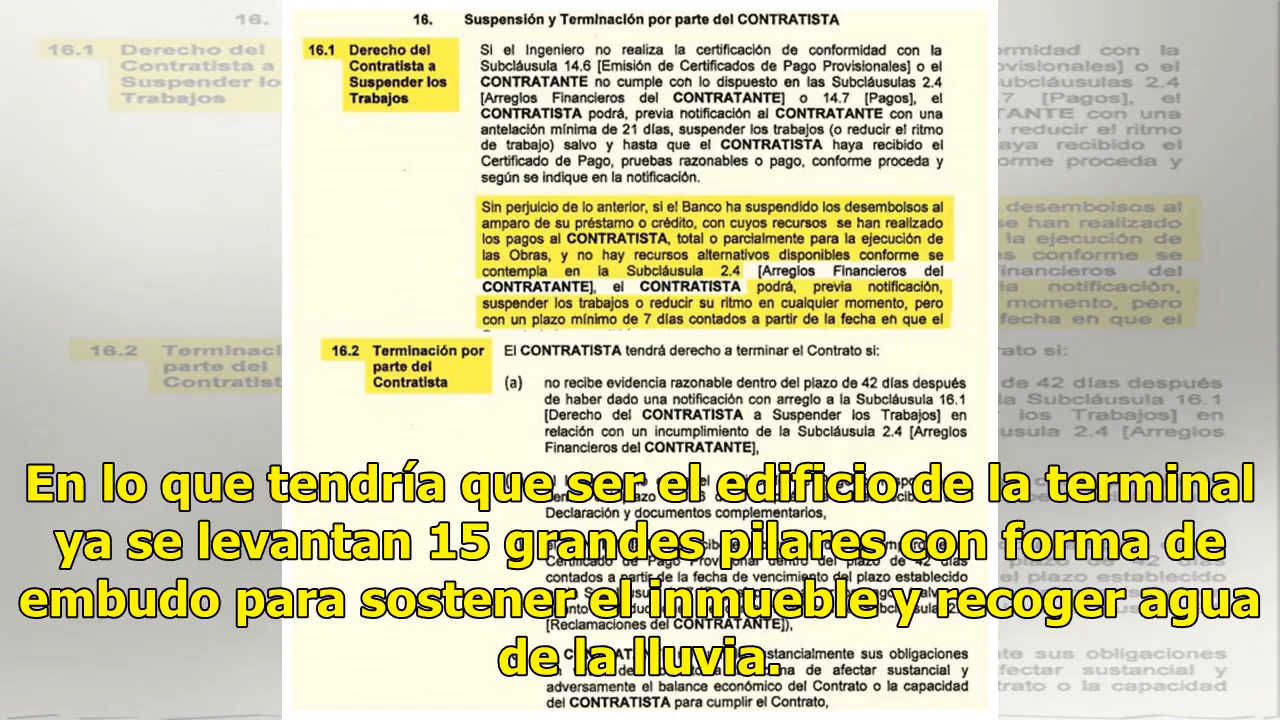 16. Suspensión y Terminación por parte del CONTRATISTA
16.1 Derecho del Contratista a Suspender los Trabajos
Si el Ingeniero no realiza la certificación de conformidad con la
Subcláusula 14.6 [Emisión de Certificados de Pago Provisionales] o el
CONTRATANTE no cumple con lo dispuesto en las Subcláusulas 2.4
[Arreglos Financieros del CONTRATANTE] o 14.7 [Pagos], el
CONTRATISTA podrá, previa notificación al CONTRATANTE con una
antelación mínima de 21 días, suspender los trabajos (o reducir el ritmo
de trabajo) salvo y hasta que el CONTRATISTA haya recibido el
Certificado de Pago, pruebas razonables o pago, conforme proceda y
según se indique en la notificación.
Sin perjuicio de lo anterior, si el Banco ha suspendido los desembolsos al
amparo de su préstamo o crédito, con cuyos recursos se han realizado
los pagos al CONTRATISTA, total o parcialmente para la ejecución de
las Obras, y no hay recursos alternativos disponibles conforme se
contempla en la Subcláusula 2.4 [Arreglos Financieros del
CONTRATANTE], el CONTRATISTA podrá, previa notificación,
suspender los trabajos o reducir su ritmo en cualquier momento, pero
con un plazo mínimo de 7 días contados a partir de la fecha en que el
16.2 Terminación por parte del Contratista
El CONTRATISTA tendrá derecho a terminar el Contrato si:
(a) no recibe evidencia razonable dentro del plazo de 42 días después
de haber dado una notificación con arreglo a la Subcláusula 16.1
[Derecho del CONTRATISTA a Suspender los Trabajos] en
relación con un incumplimiento de la Subcláusula 2.4 [Arreglos
Financieros del CONTRATANTE],
En lo que tendría que ser el edificio de la terminal
ya se levantan 15 grandes pilares con forma de
embudo para sostener el inmueble y recoger agua
de la lluvia.
Declaración y documentos complementarios,
contados a partir de la fecha de vencimiento del plazo establecido
[Reclamaciones del CONTRATANTE]),
sustancialmente sus obligaciones
de afectar sustancial y
adversamente el balance económico del Contrato o la capacidad
del CONTRATISTA para cumplir el Contrato,